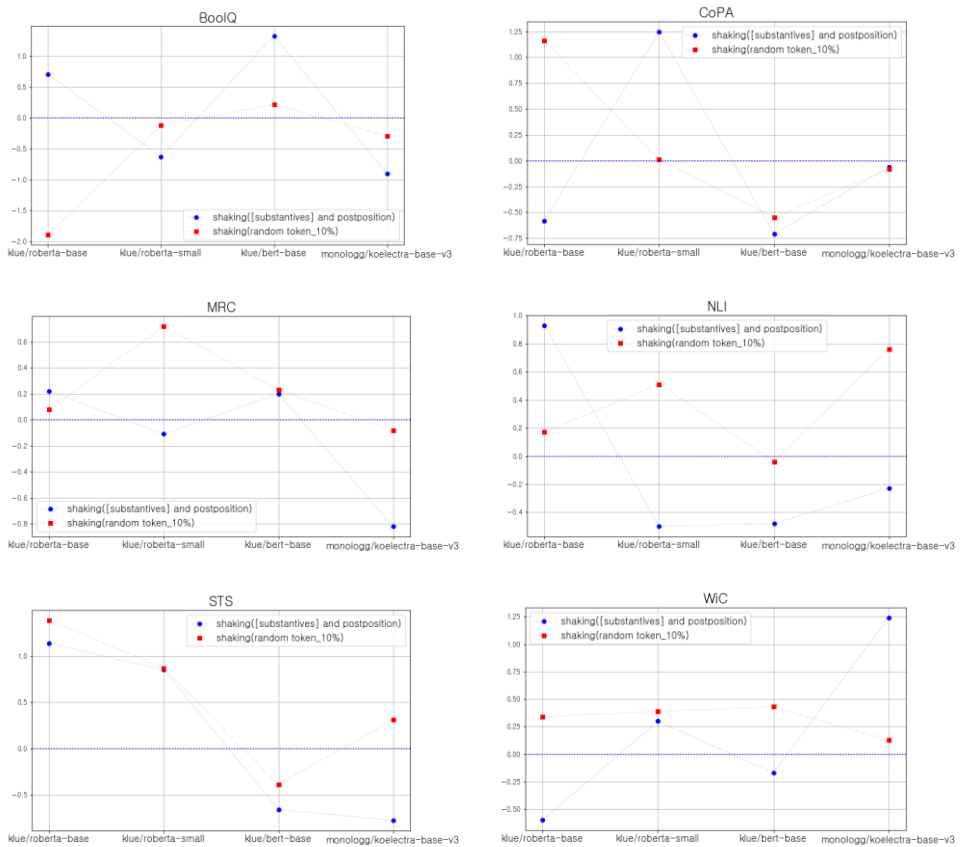 BoolQ
1.0
0.5
0.0
−0.5
−1.0
−1.5
−2.0
shaking([substantives] and postposition)
shaking(random token_10%)
klue/roberta-base klue/roberta-small klue/bert-base monologg/koelectra-base-v3
CoPA
1.25
1.00
0.75
0.50
0.25
0.00
−0.25
−0.50
−0.75
shaking([substantives] and postposition)
shaking(random token_10%)
klue/roberta-base klue/roberta-small klue/bert-base monologg/koelectra-base-v3
MRC
0.6
0.4
0.2
0.0
−0.2
−0.4
−0.6
−0.8
shaking([substantives] and postposition)
shaking(random token_10%)
klue/roberta-base klue/roberta-small klue/bert-base monologg/koelectra-base-v3
NLI
1.0
0.8
0.6
0.4
0.2
0.0
−0.2
−0.4
shaking([substantives] and postposition)
shaking(random token_10%)
klue/roberta-base klue/roberta-small klue/bert-base monologg/koelectra-base-v3
STS
1.0
0.5
0.0
−0.5
shaking([substantives] and postposition)
shaking(random token_10%)
klue/roberta-base klue/roberta-small klue/bert-base monologg/koelectra-base-v3
WiC
1.25
1.00
0.75
0.50
0.25
0.00
−0.25
−0.50
shaking([substantives] and postposition)
shaking(random token_10%)
klue/roberta-base klue/roberta-small klue/bert-base monologg/koelectra-base-v3